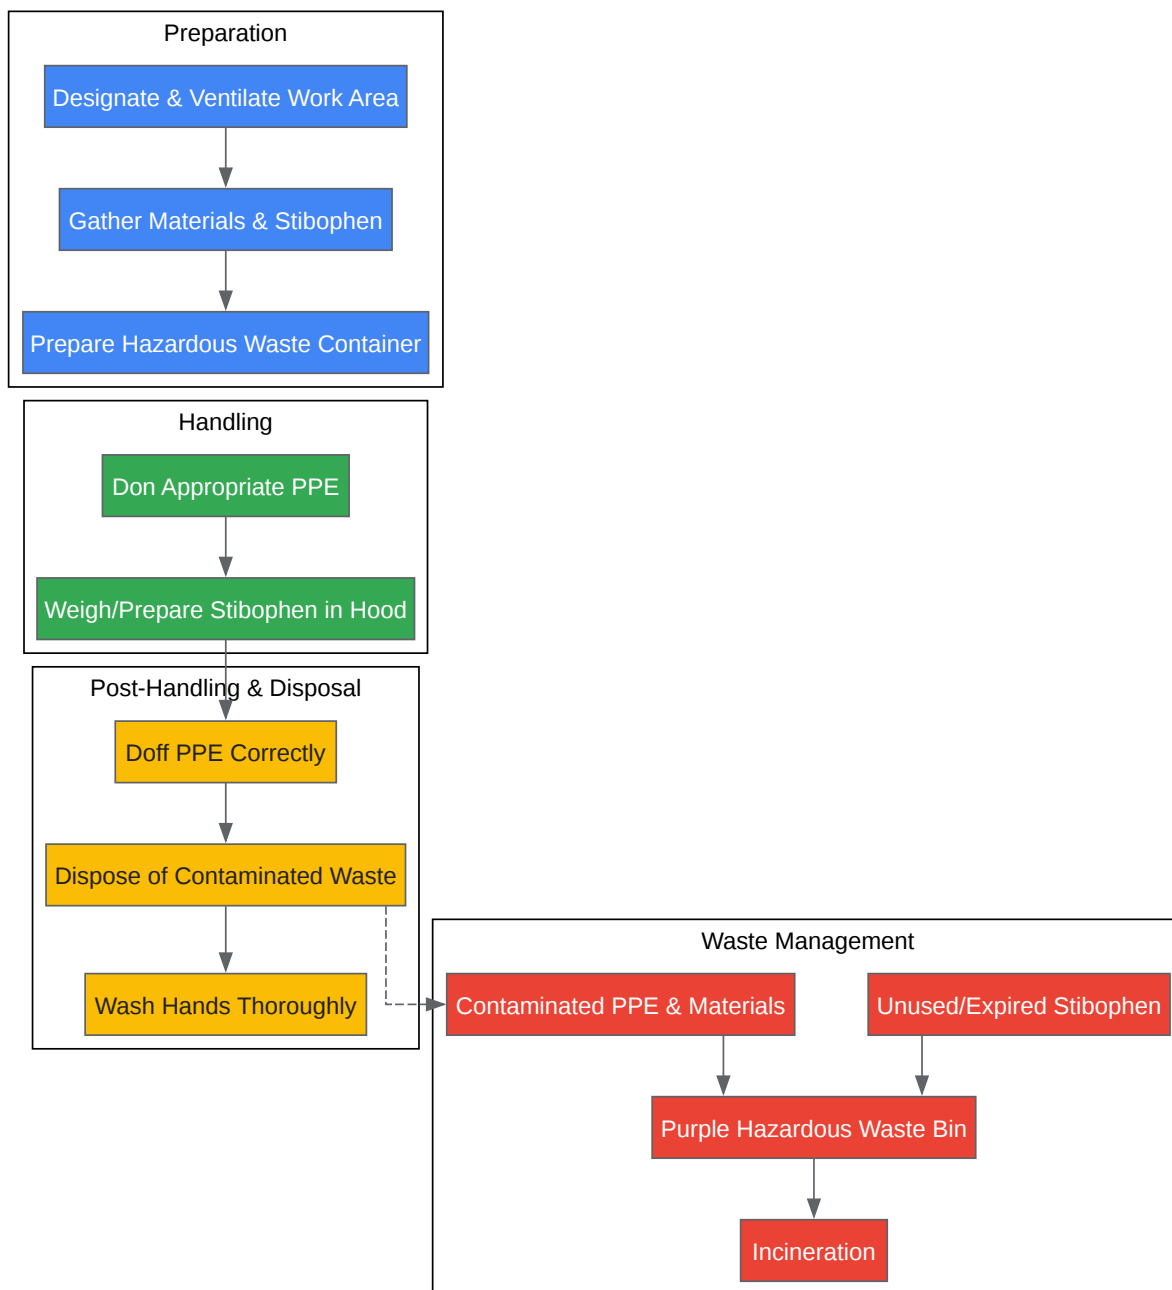 Preparation
Designate & Ventilate Work Area
Gather Materials & Stibophen
Prepare Hazardous Waste Container
Handling
Don Appropriate PPE
Weigh/Prepare Stibophen in Hood
Post-Handling & Disposal
Doff PPE Correctly
Dispose of Contaminated Waste
Wash Hands Thoroughly
Waste Management
Contaminated PPE & Materials
Unused/Expired Stibophen
Purple Hazardous Waste Bin
Incineration